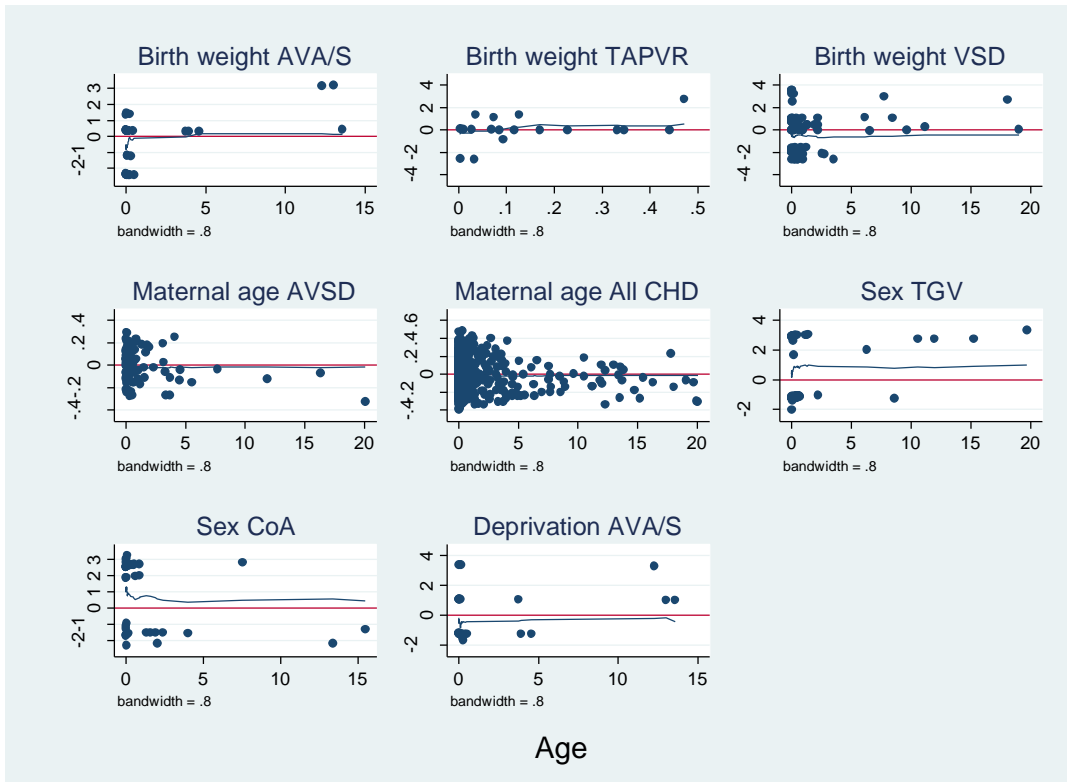 Birth weight AVA/S
-2-1 0 1 2 3
0 5 10 15
bandwidth = .8
Birth weight TAPVR
-4 -2 0 2 4
0 .1 .2 .3 .4 .5
bandwidth = .8
Birth weight VSD
-4 -2 0 2 4
0 5 10 15 20
bandwidth = .8
Maternal age AVSD
-.4-.2 0 .2 .4
0 5 10 15 20
bandwidth = .8
Maternal age All CHD
-.4-.2 0 .2 .4 .6
0 5 10 15 20
bandwidth = .8
Sex TGV
-2 0 2 4
0 5 10 15 20
bandwidth = .8
Sex CoA
-2-1 0 1 2 3
0 5 10 15
bandwidth = .8
Deprivation AVA/S
-2 0 2 4
0 5 10 15
bandwidth = .8
Age